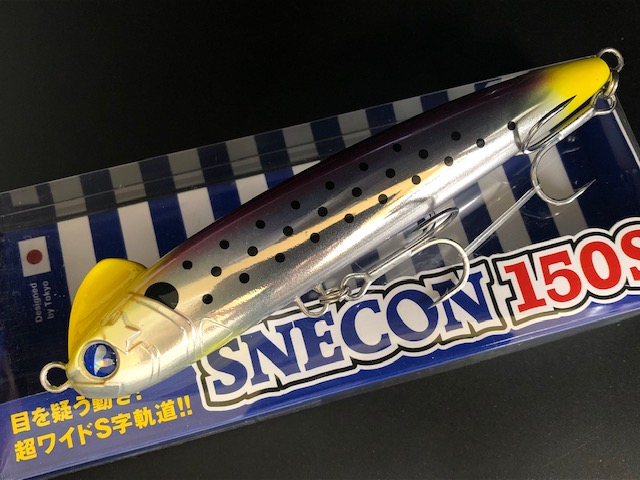 Designed
by Tokyo
SNECON 150S
目を疑う動き!
超ワイドS字軌道!!